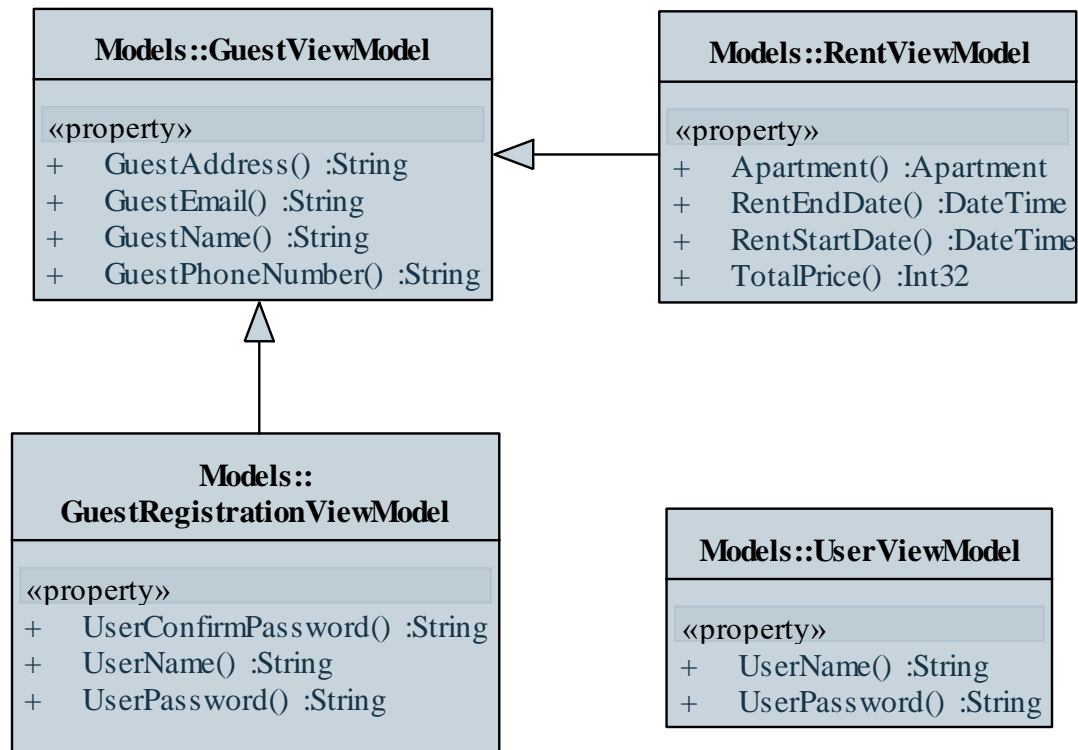 Models::GuestViewModel
«property»
+ GuestAddress() :String
+ GuestEmail() :String
+ GuestName() :String
+ GuestPhoneNumber() :String
Models::RentViewModel
«property»
+ Apartment() :Apartment
+ RentEndDate() :DateTime
+ RentStartDate() :DateTime
+ TotalPrice() :Int32
Models::
GuestRegistrationViewModel
«property»
+ UserConfirmPassword() :String
+ UserName() :String
+ UserPassword() :String
Models::UserViewModel
«property»
+ UserName() :String
+ UserPassword() :String